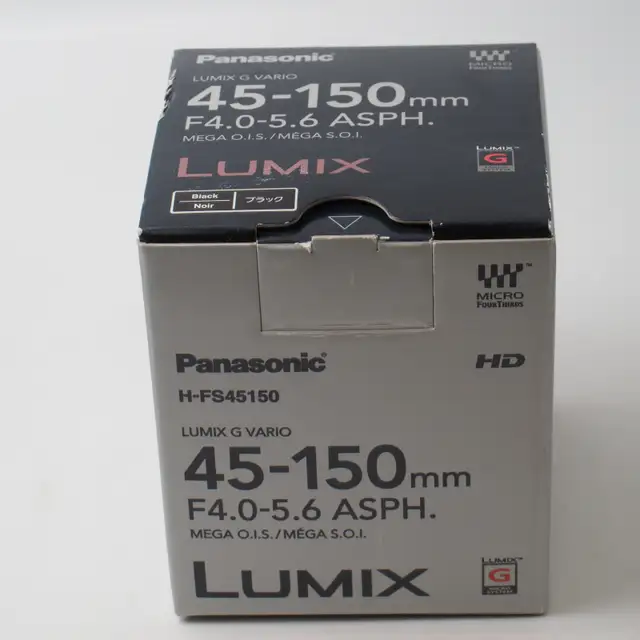 Panasonic
MICRO
FOURTHIRDS
LUMIX G VARIO
45-150mm
F4.0-5.6 ASPH.
MEGA O.I.S./MÉGA S.O.I.
LUMIX
LUMIX
G
Black
Noir
ブラック
MICRO
FOURTHIRDS
Panasonic
HD
H-FS45150
LUMIX G VARIO
45-150mm
F4.0-5.6 ASPH.
MEGA O.I.S./MÉGA S.O.I.
LUMIX
LUMIX
G
MICRO
SYSTEM